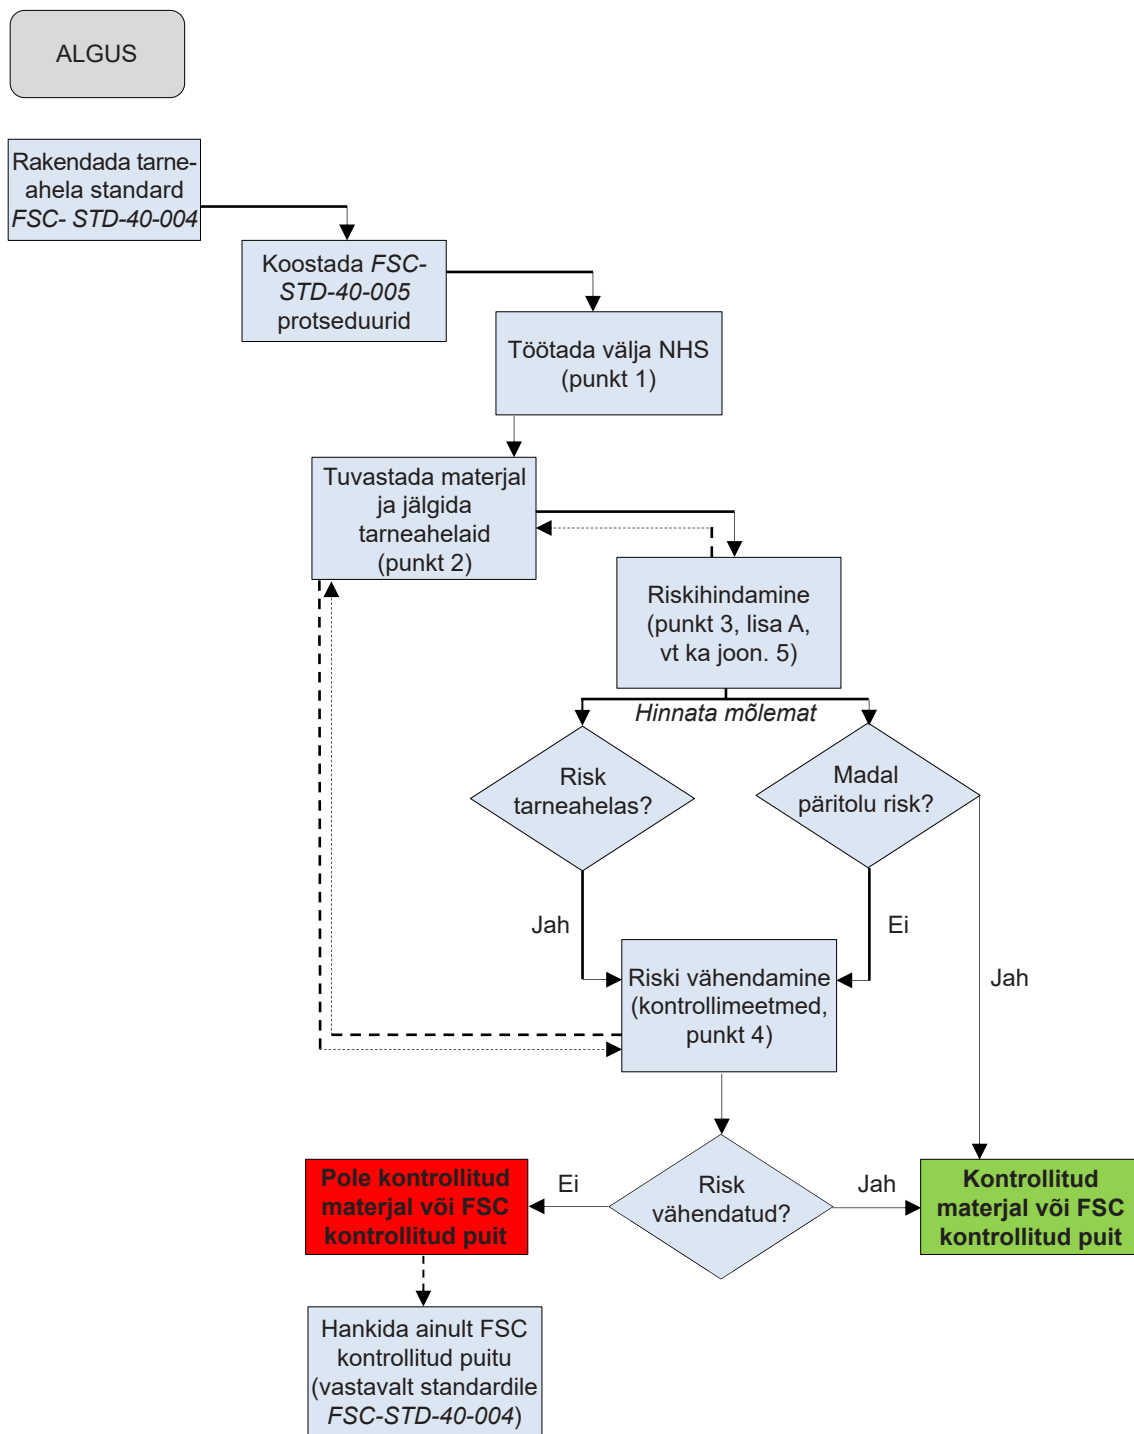 ALGUS
Rakendada tarne-
ahela standard
FSC- STD-40-004
Koostada FSC-
STD-40-005
protseduurid
Töötada välja NHS
(punkt 1)
Tuvastada materjal
ja jälgida
tarneahelaid
(punkt 2)
Riskihindamine
(punkt 3, lisa A,
vt ka joon. 5)
Hinnata mõlemat
Risk
tarneahelas?
Madal
päritolu risk?
Jah
Ei
Jah
Riski vähendamine
(kontrollimeetmed,
punkt 4)
Risk
vähendatud?
Ei
Jah
Pole kontrollitud
materjal või FSC
kontrollitud puit
Kontrollitud
materjal või FSC
kontrollitud puit
Hankida ainult FSC
kontrollitud puitu
(vastavalt standardile
FSC-STD-40-004)